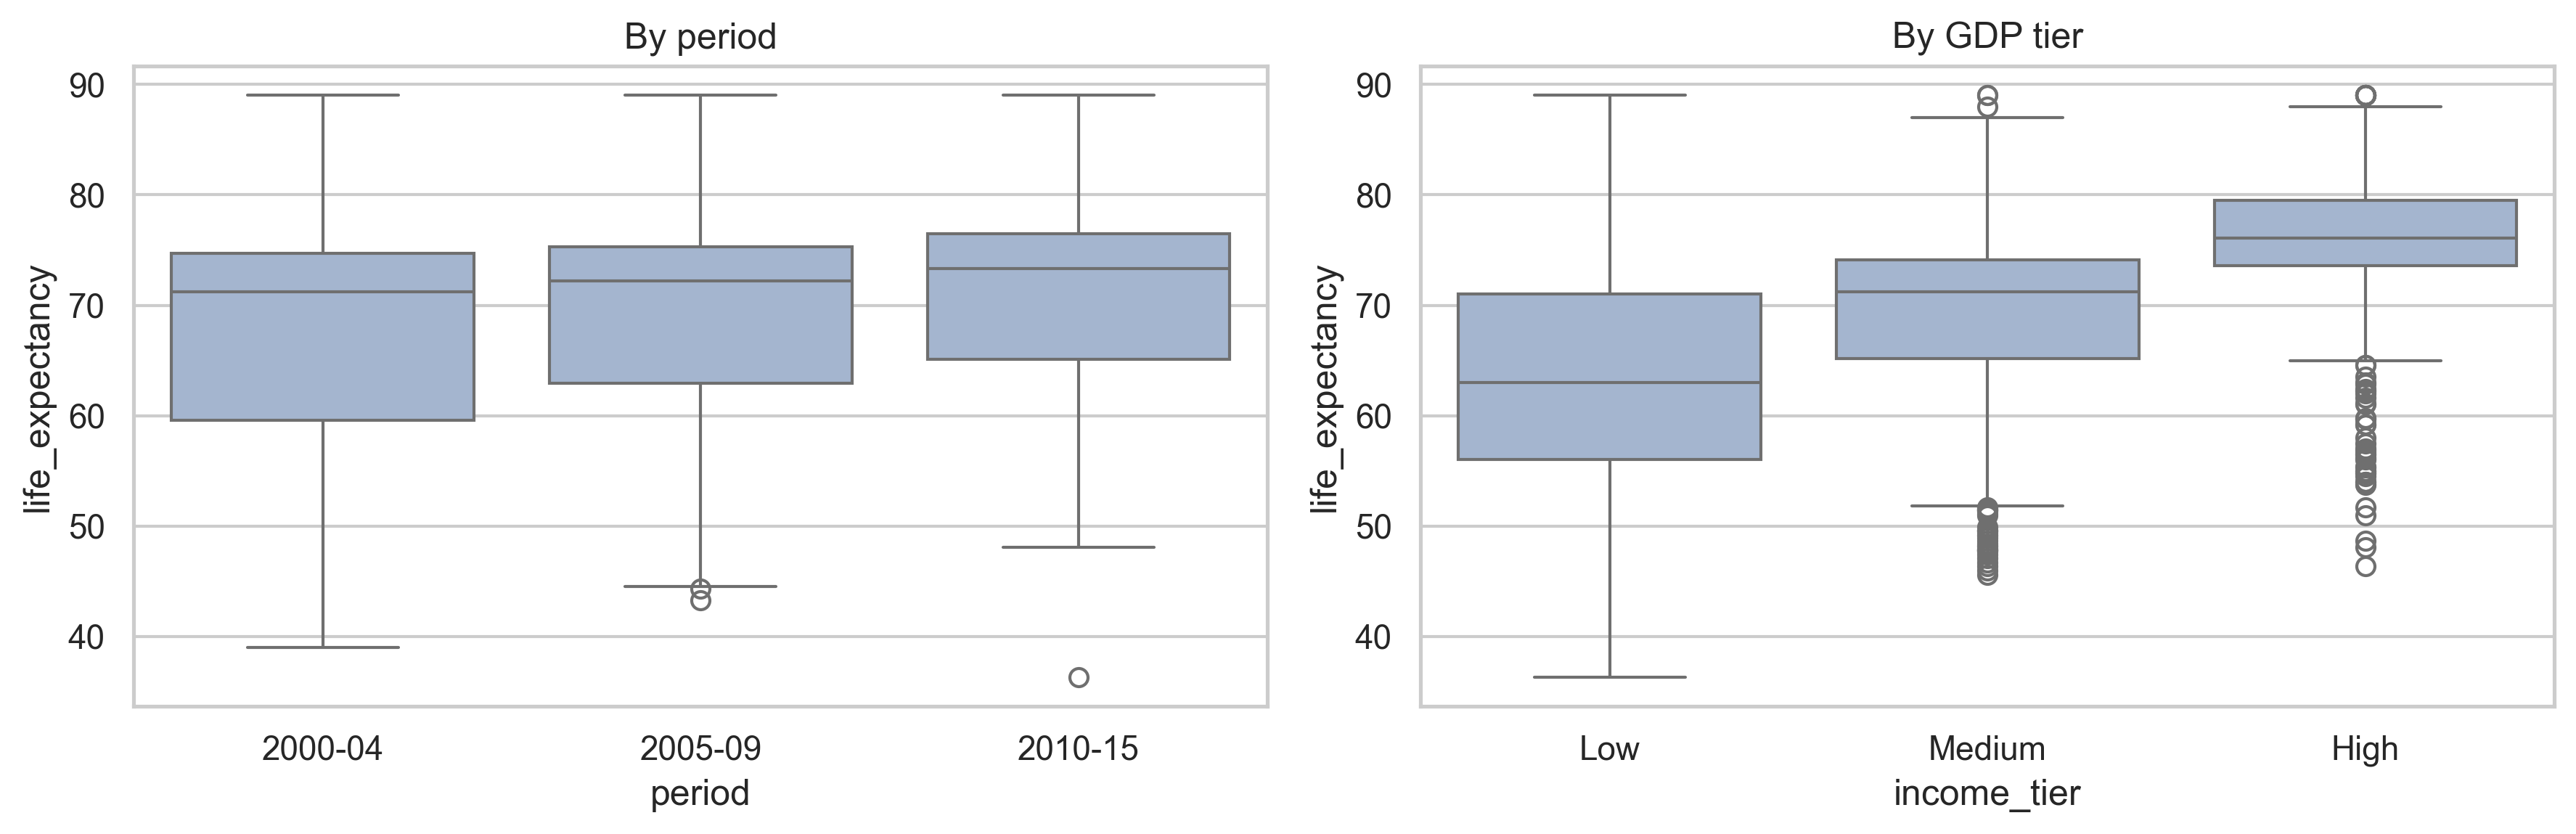 By period
90
80
70
60
50
40
life_expectancy
2000-04 2005-09 2010-15
period
By GDP tier
90
80
70
60
50
40
life_expectancy
Low Medium High
income_tier